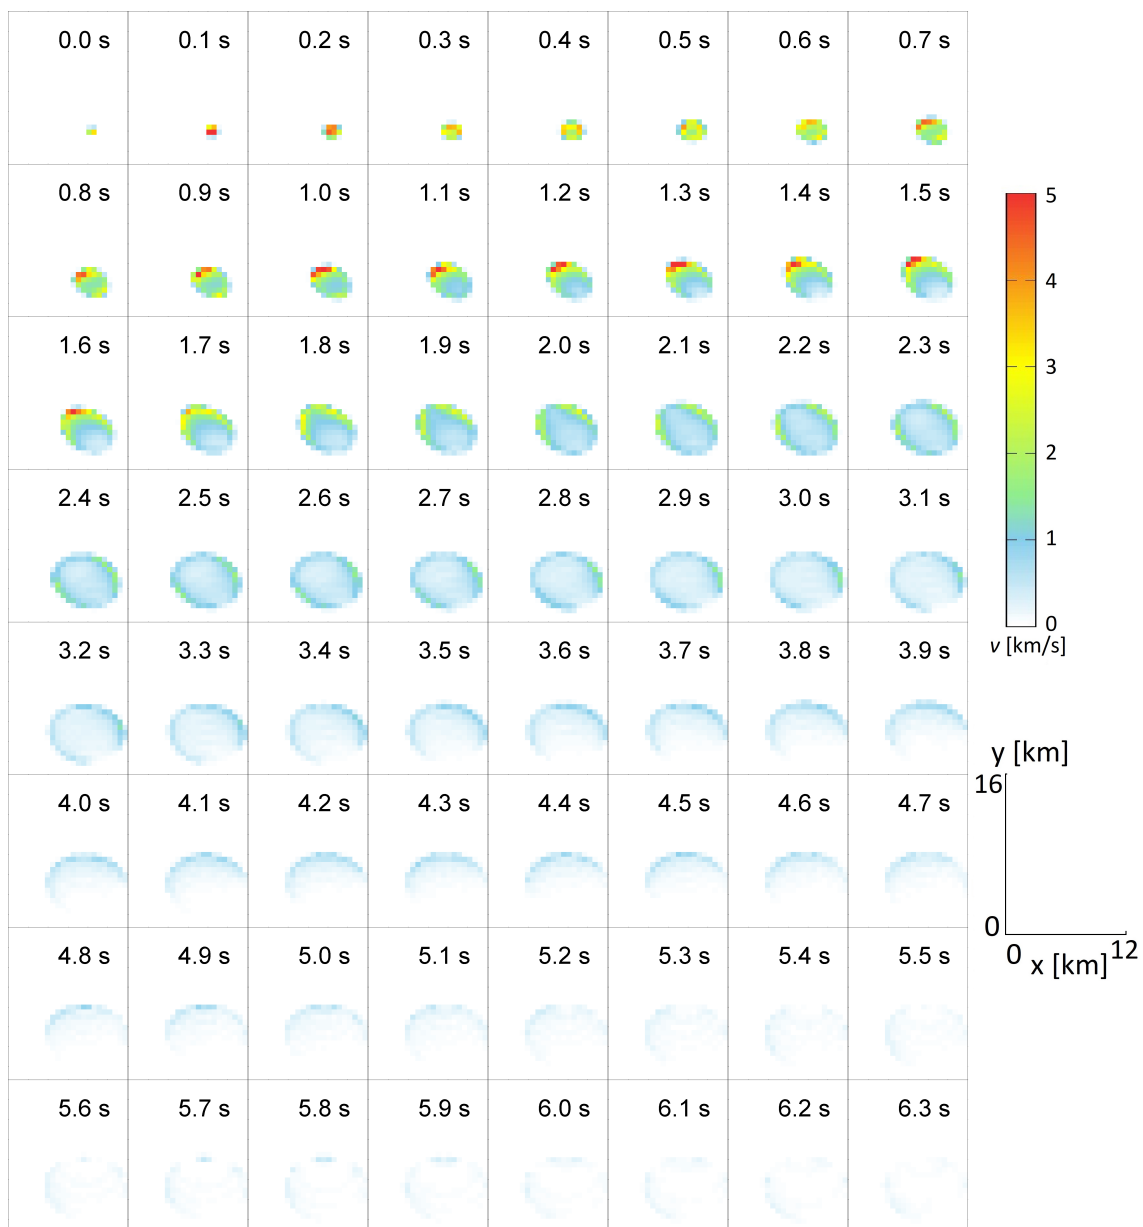 0.0 s 0.1 s 0.2 s 0.3 s 0.4 s 0.5 s 0.6 s 0.7 s
0.8 s 0.9 s 1.0 s 1.1 s 1.2 s 1.3 s 1.4 s 1.5 s
5
4
1.6 s 1.7 s 1.8 s 1.9 s 2.0 s 2.1 s 2.2 s 2.3 s
3
2
2.4 s 2.5 s 2.6 s 2.7 s 2.8 s 2.9 s 3.0 s 3.1 s
1
0
v [km/s]
3.2 s 3.3 s 3.4 s 3.5 s 3.6 s 3.7 s 3.8 s 3.9 s
y [km]
16
4.0 s 4.1 s 4.2 s 4.3 s 4.4 s 4.5 s 4.6 s 4.7 s
0
0 x [km] 12
4.8 s 4.9 s 5.0 s 5.1 s 5.2 s 5.3 s 5.4 s 5.5 s
5.6 s 5.7 s 5.8 s 5.9 s 6.0 s 6.1 s 6.2 s 6.3 s